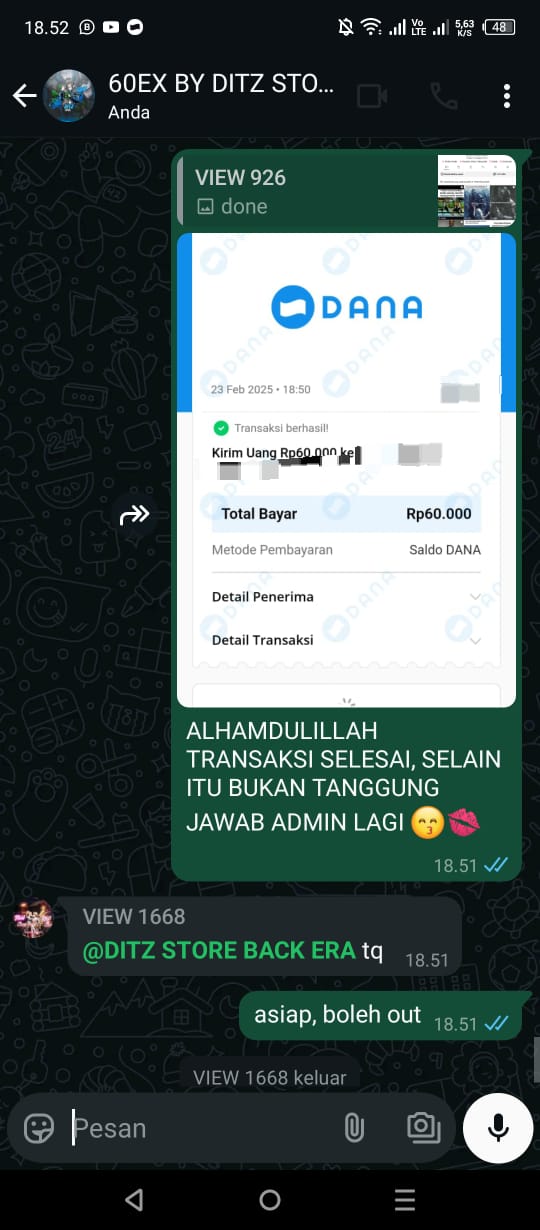 18.52
Vo
LTE
5,63
K/S
48
60EX BY DITZ STO...
Anda
VIEW 926
done
DANA
23 Feb 2025 • 18:50
Transaksi berhasil!
Kirim Uang Rp60.000 ke
Total Bayar Rp60.000
Metode Pembayaran Saldo DANA
Detail Penerima
Detail Transaksi
ALHAMDULILLAH
TRANSAKSI SELESAI, SELAIN
ITU BUKAN TANGGUNG
JAWAB ADMIN LAGI 😙💋
18.51
VIEW 1668
@DITZ STORE BACK ERA tq 18.51
asiap, boleh out 18.51
VIEW 1668 keluar
Pesan